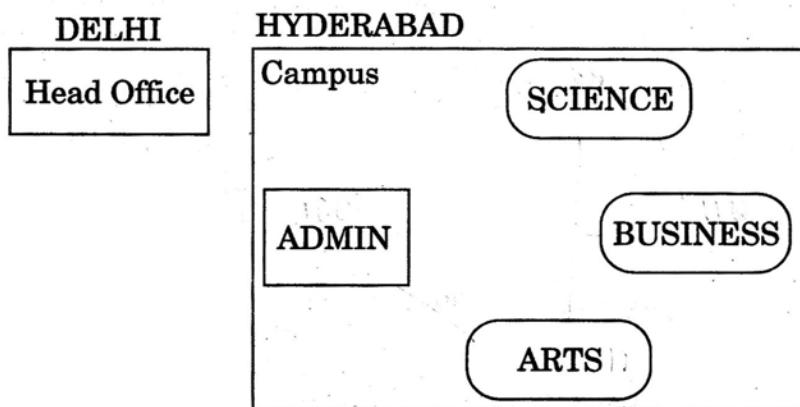 DELHI
HYDERABAD
Head Office
Campus
SCIENCE
ADMIN
BUSINESS
ARTS